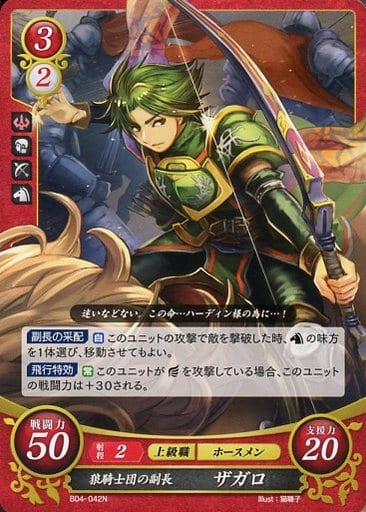 3
2
迷いなどない。この命…ハーディン様の為に…！
副長の采配 自 このユニットの攻撃で敵を撃破した時、の味方
を1体選び、移動させてもよい。
飛行特効 常 このユニットがを攻撃している場合、このユニット
の戦闘力は＋30される。
戦闘力
50
射程 2
上級職
ホースメン
支援力
20
狼騎士団の副長
ザガロ
B04-042N
Illust：猫睢子